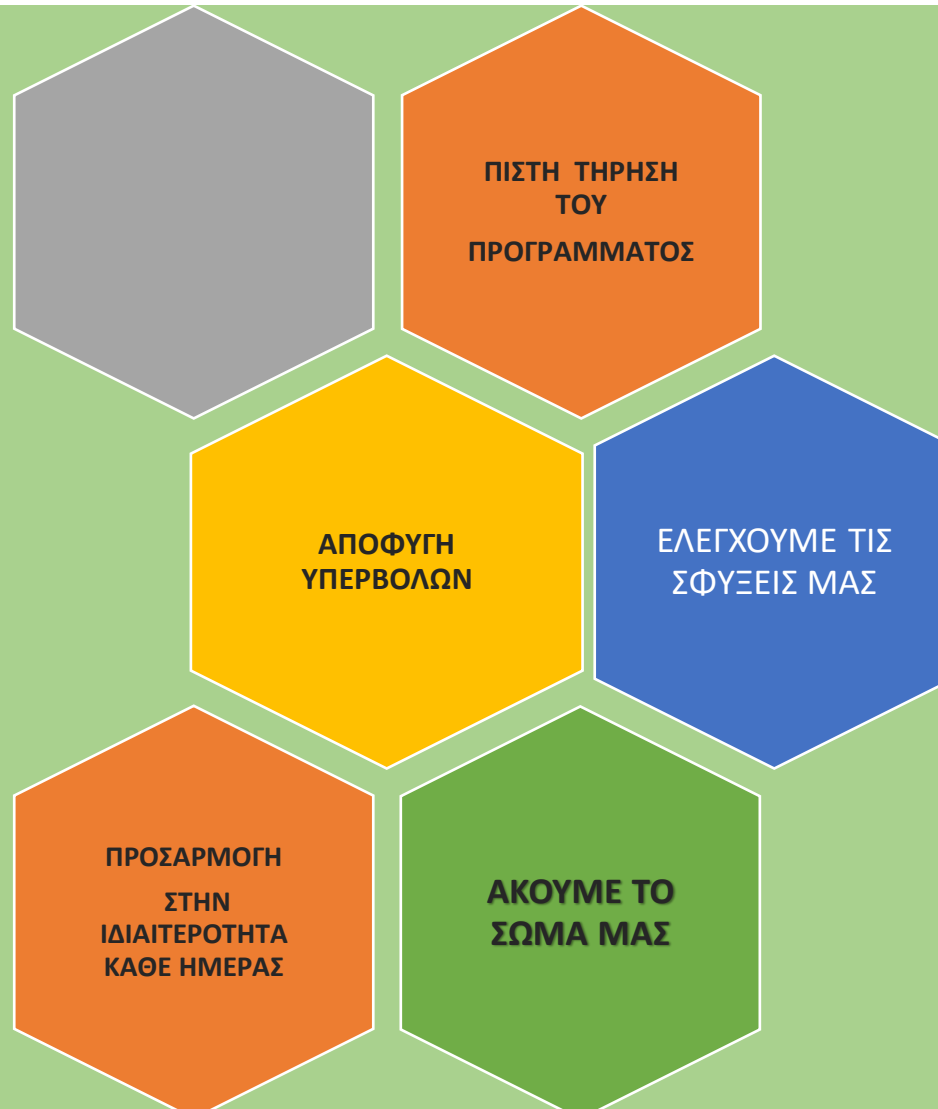 ΠΙΣΤΗ ΤΗΡΗΣΗ
ΤΟΥ
ΠΡΟΓΡΑΜΜΑΤΟΣ
ΑΠΟΦΥΓΗ
ΥΠΕΡΒΟΛΩΝ
ΕΛΕΓΧΟΥΜΕ ΤΙΣ
ΣΦΥΞΕΙΣ ΜΑΣ
ΠΡΟΣΑΡΜΟΓΗ
ΣΤΗΝ
ΙΔΙΑΙΤΕΡΟΤΗΤΑ
ΚΑΘΕ ΗΜΕΡΑΣ
ΑΚΟΥΜΕ ΤΟ
ΣΩΜΑ ΜΑΣ